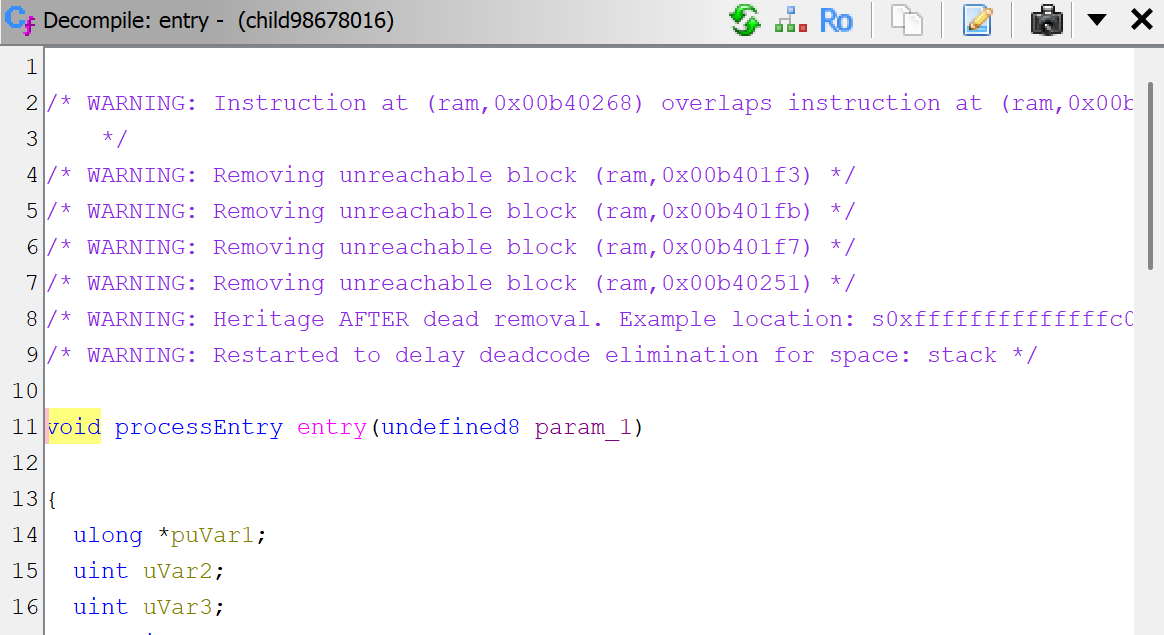 Decompile: entry - (child98678016)
Ro
1
2 /* WARNING: Instruction at (ram,0x00b40268) overlaps instruction at (ram,0x00b
3 */
4 /* WARNING: Removing unreachable block (ram,0x00b401f3) */
5 /* WARNING: Removing unreachable block (ram,0x00b401fb) */
6 /* WARNING: Removing unreachable block (ram,0x00b401f7) */
7 /* WARNING: Removing unreachable block (ram,0x00b40251) */
8 /* WARNING: Heritage AFTER dead removal. Example location: s0xffffffffffffffc0
9 /* WARNING: Restarted to delay deadcode elimination for space: stack */
10
11 void processEntry entry(undefined8 param_1)
12
13 {
14 ulong *puVar1;
15 uint uVar2;
16 uint uVar3;